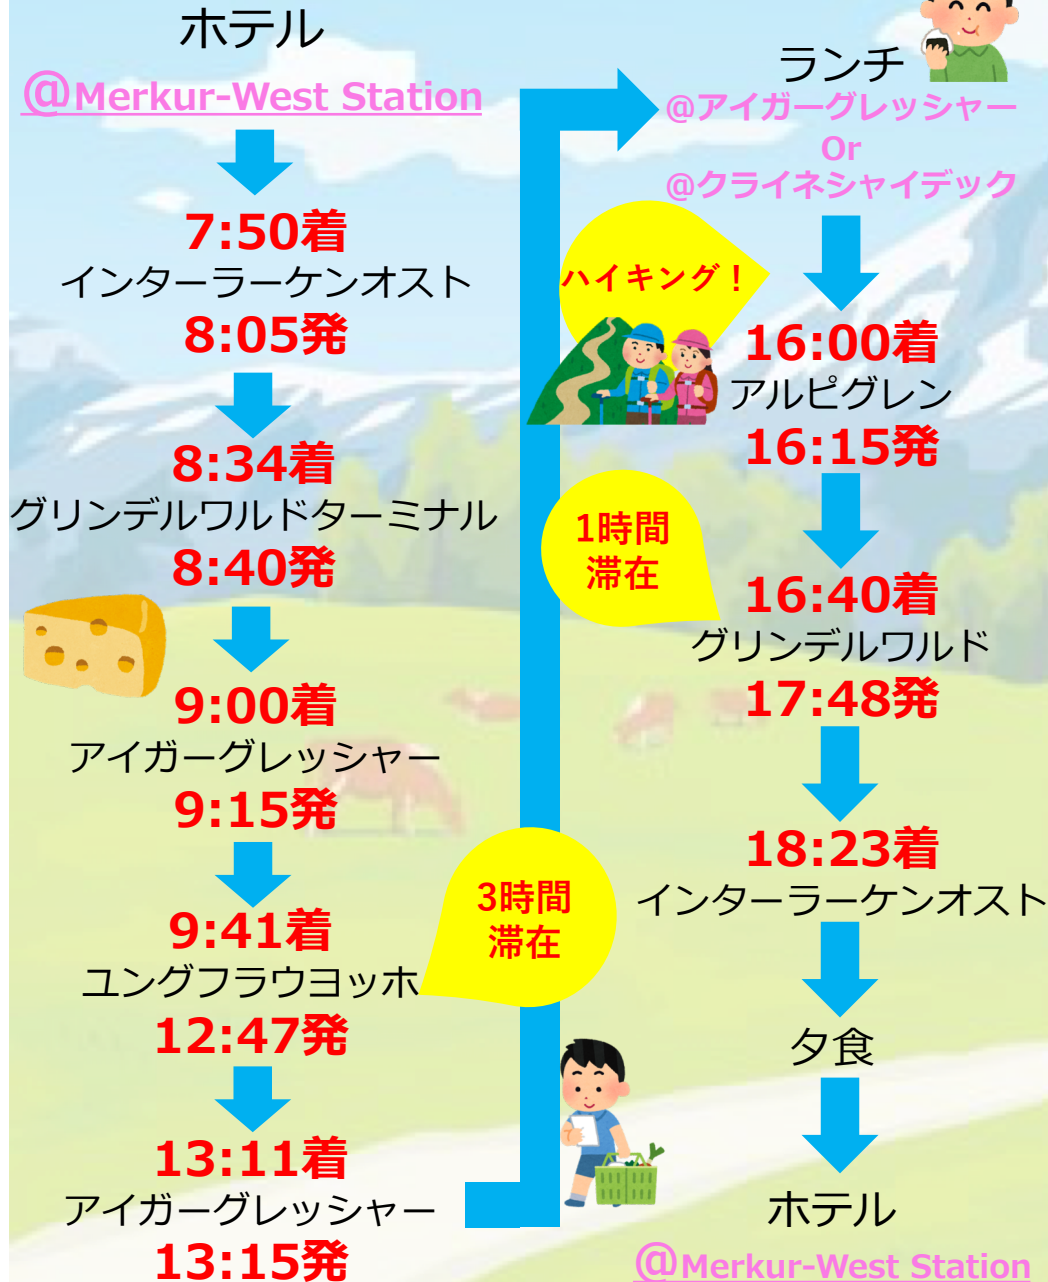 ホテル
@Merkur-West Station
7:50着
インターラーケンオスト
8:05発
8:34着
グリンデルワルドターミナル
8:40発
9:00着
アイガーグレッシャー
9:15発
9:41着
ユングフラウヨッホ
12:47発
3時間
滞在
13:11着
アイガーグレッシャー
13:15発
ランチ
@アイガーグレッシャー
Or
@クライネシャイデック
ハイキング！
16:00着
アルピグレン
16:15発
1時間
滞在
16:40着
グリンデルワルド
17:48発
18:23着
インターラーケンオスト
夕食
ホテル
@Merkur-West Station